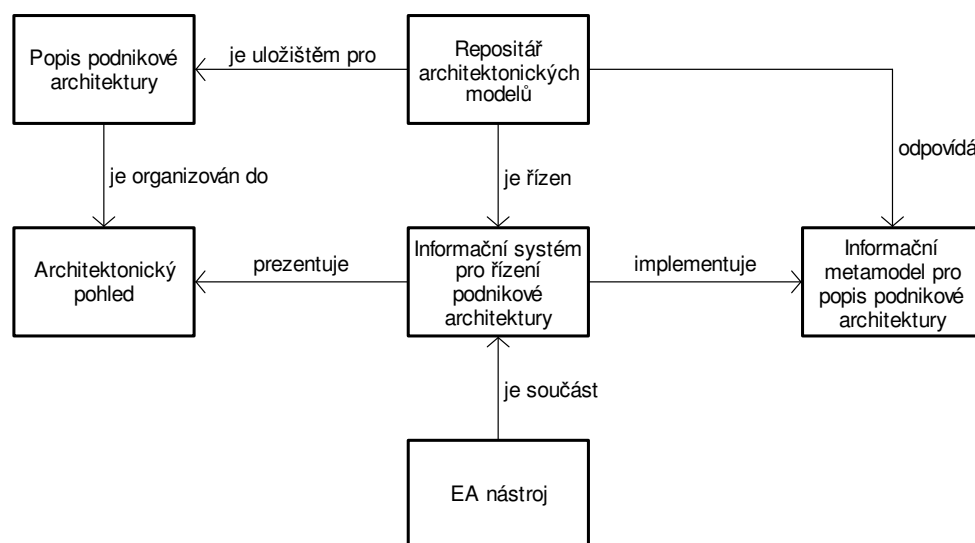 Popis podnikové
architektury
je uložištěm pro
Repositář
architektonických
modelů
je organizován do
je řízen
odpovídá
Architektonický
pohled
prezentuje
Informační systém
pro řízení
podnikové
architektury
implementuje
Informační
metamodel pro
popis podnikové
architektury
je součást
EA nástroj